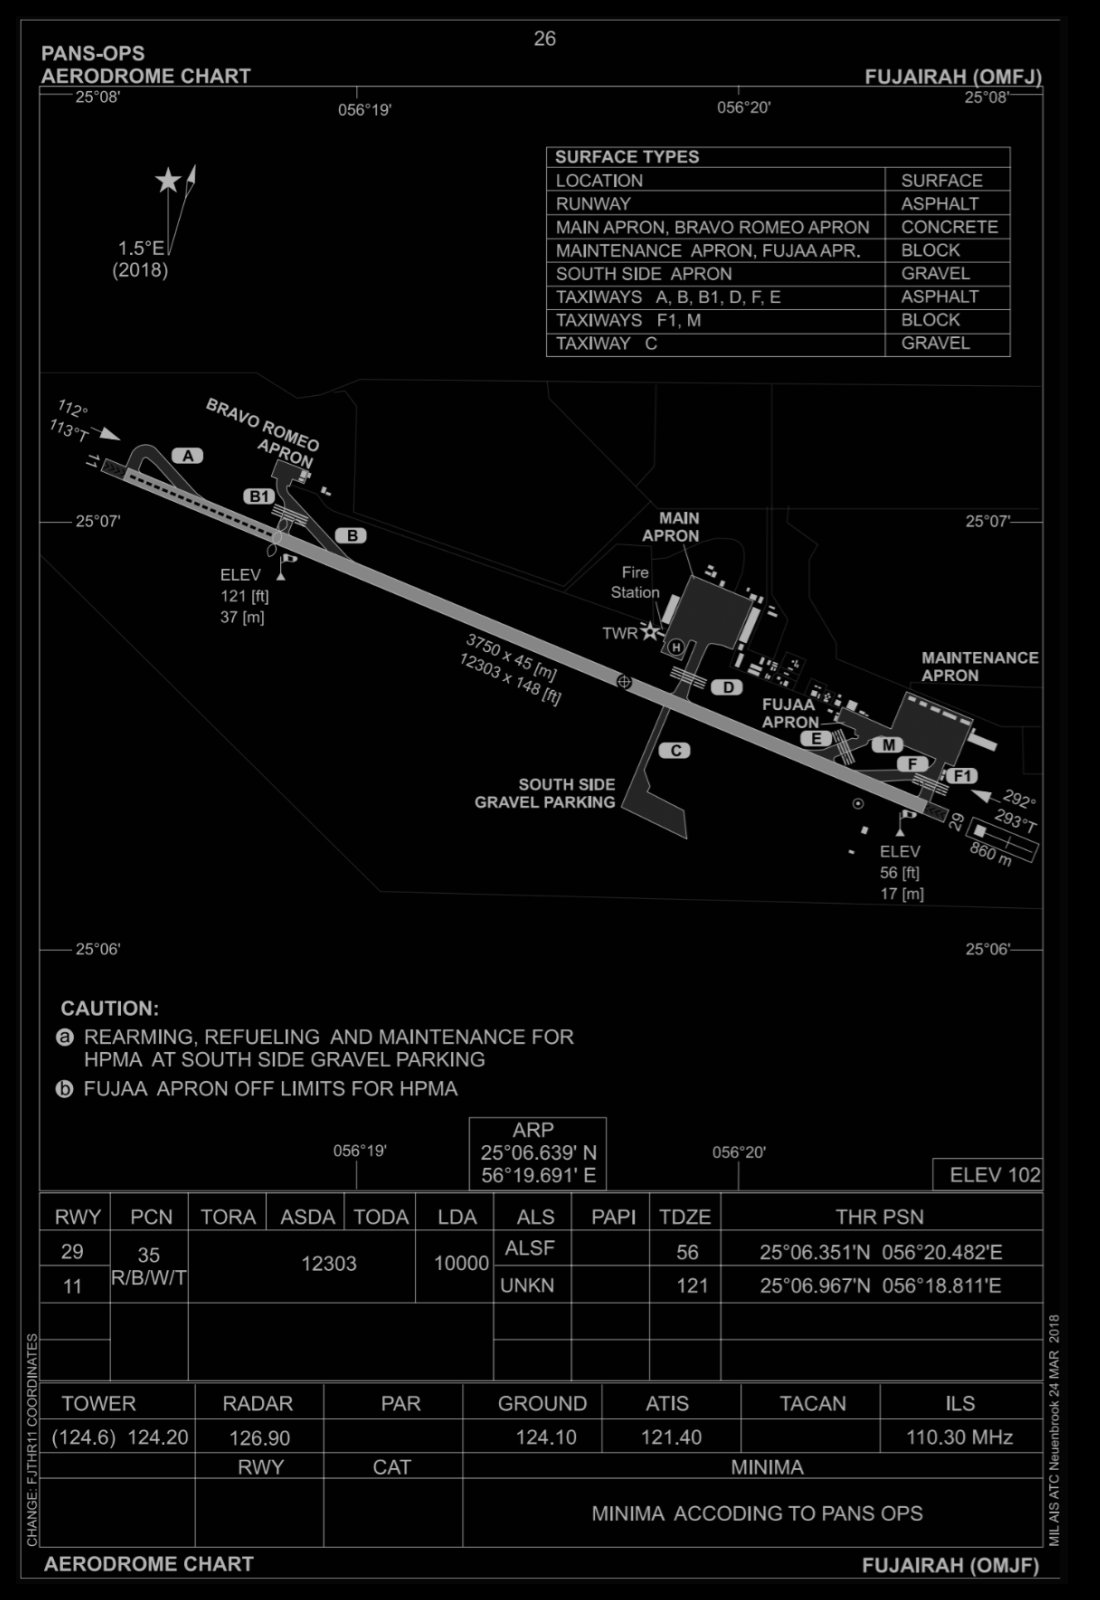 26
PANS-OPS
AERODROME CHART
FUJAIRAH (OMFJ)
25°08'
056°19'
056°20'
25°08'
SURFACE TYPES
LOCATION SURFACE
RUNWAY ASPHALT
MAIN APRON, BRAVO ROMEO APRON CONCRETE
MAINTENANCE APRON, FUJAA APR. BLOCK
SOUTH SIDE APRON GRAVEL
TAXIWAYS A, B, B1, D, F, E ASPHALT
TAXIWAYS F1, M BLOCK
TAXIWAY C GRAVEL
1.5°E
(2018)
112°
113°T
11
A
BRAVO ROMEO
APRON
B1
B
25°07'
25°07'
ELEV
121 [ft]
37 [m]
MAIN
APRON
Fire
Station
TWR
H
3750 x 45 [m]
12303 x 148 [ft]
D
C
MAINTENANCE
APRON
FUJAA
APRON
E
M
F
F1
SOUTH SIDE
GRAVEL PARKING
292°
293°T
29
860 m
ELEV
56 [ft]
17 [m]
25°06'
25°06'
CAUTION:
a REARMING, REFUELING AND MAINTENANCE FOR
HPMA AT SOUTH SIDE GRAVEL PARKING
b FUJAA APRON OFF LIMITS FOR HPMA
056°19'
ARP
25°06.639' N
56°19.691' E
056°20'
ELEV 102
RWY PCN TORA ASDA TODA LDA ALS PAPI TDZE THR PSN
29 35 R/B/W/T 12303 10000 ALSF 56 25°06.351'N 056°20.482'E
11 UNKN 121 25°06.967'N 056°18.811'E
TOWER RADAR PAR GROUND ATIS TACAN ILS
(124.6) 124.20 126.90 124.10 121.40 110.30 MHz
RWY CAT MINIMA
MINIMA ACCODING TO PANS OPS
CHANGE: FJTHR11 COORDINATES
MIL AIS ATC Neuenbrook 24 MAR 2018
AERODROME CHART
FUJAIRAH (OMJF)